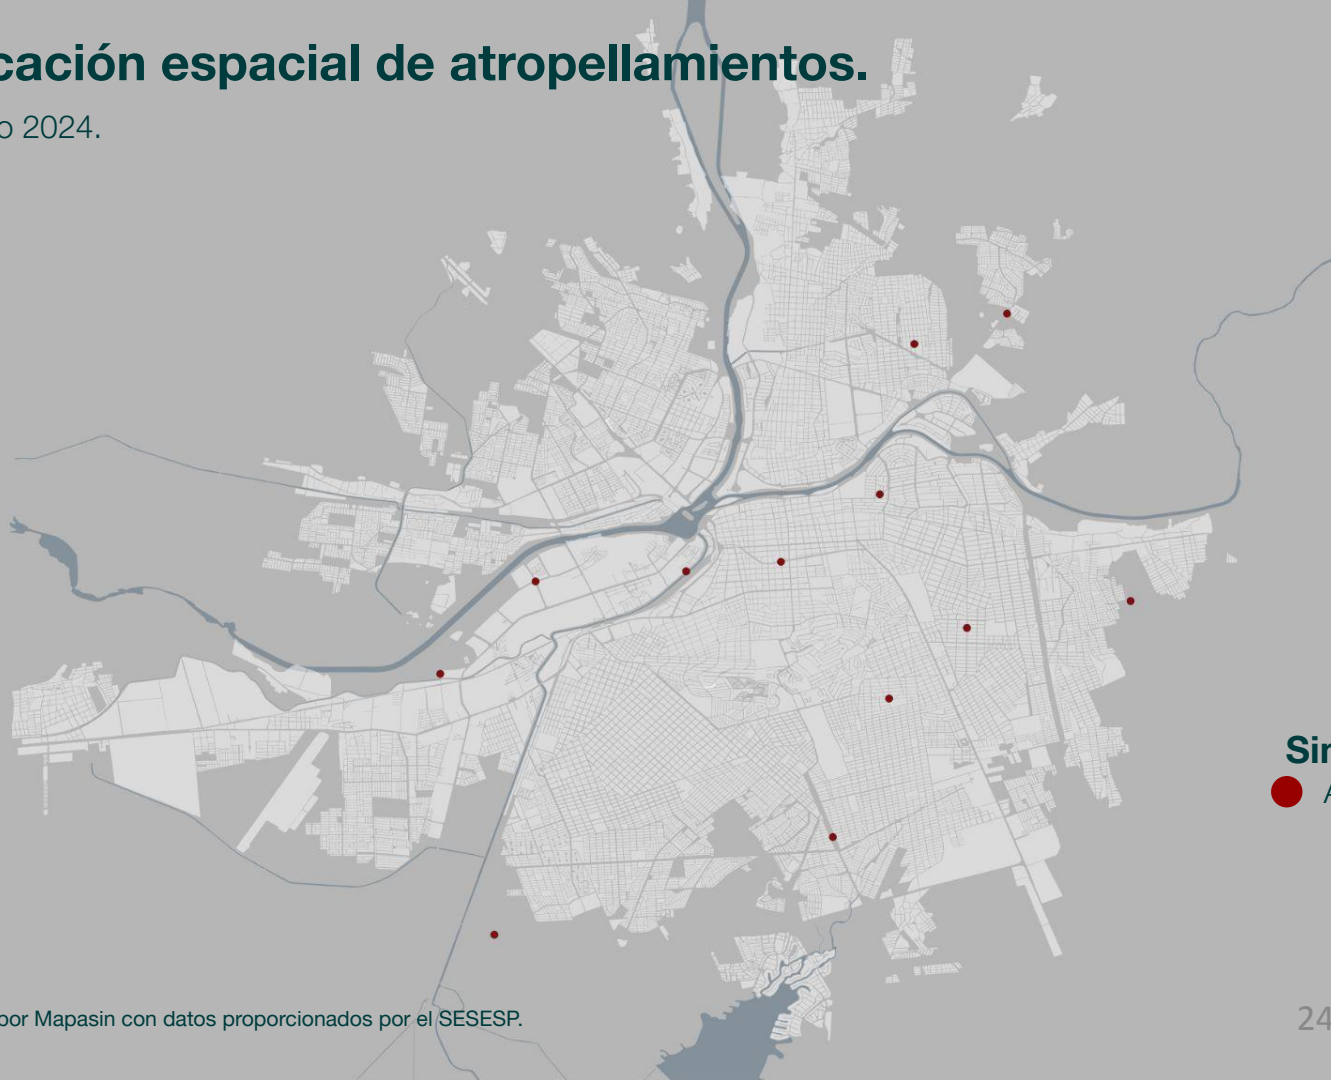 cación espacial de atropellamientos.
o 2024.
Sir
A
por Mapasin con datos proporcionados por el SESESP.
24